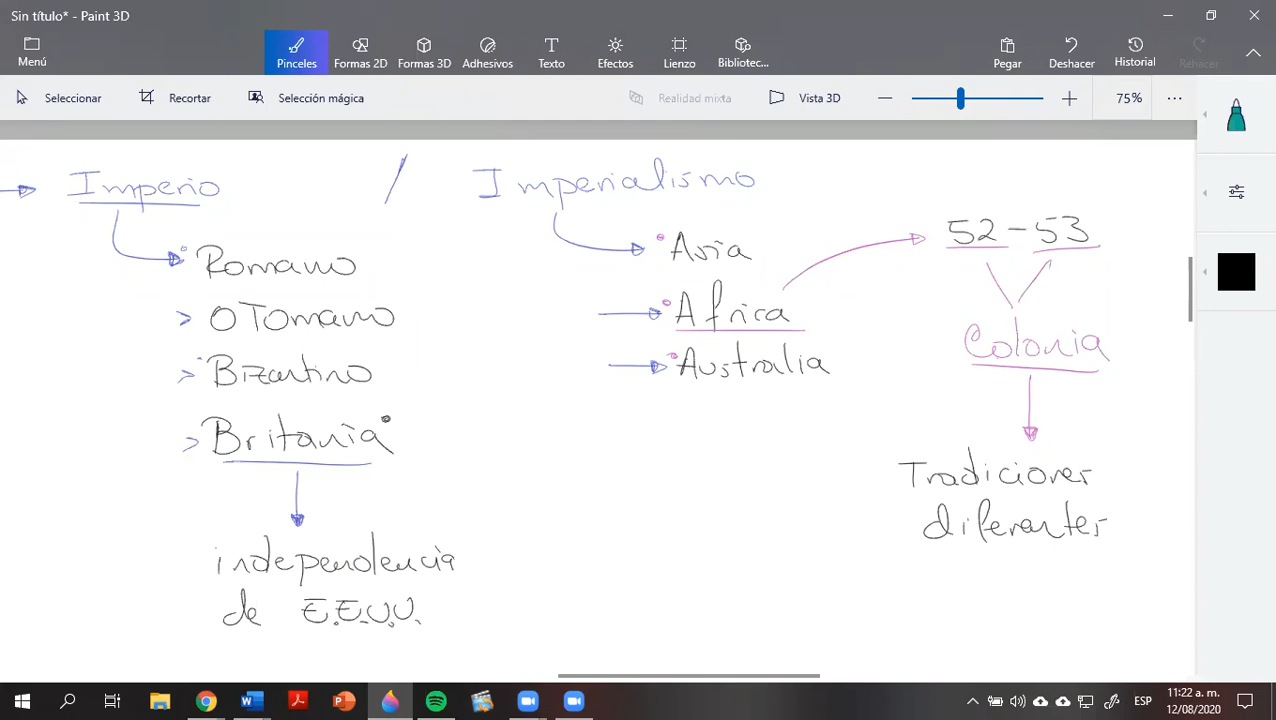 Sin título* - Paint 3D
Menú
Pinceles
Formas 2D
Formas 3D
Adhesivos
Texto
Efectos
Lienzo
Bibliotec...
Pegar
Deshacer
Historial
Rehacer
Seleccionar
Recortar
Selección mágica
Realidad mixta
Vista 3D
75%
Imperio / Imperialismo
Romano
OTomano
Bizantino
Britania
independencia
de E.E.U.U.
Asia
Africa
Australia
52-53
Colonia
Tradiciones
diferentes
ESP
11:22 a. m.
12/08/2020